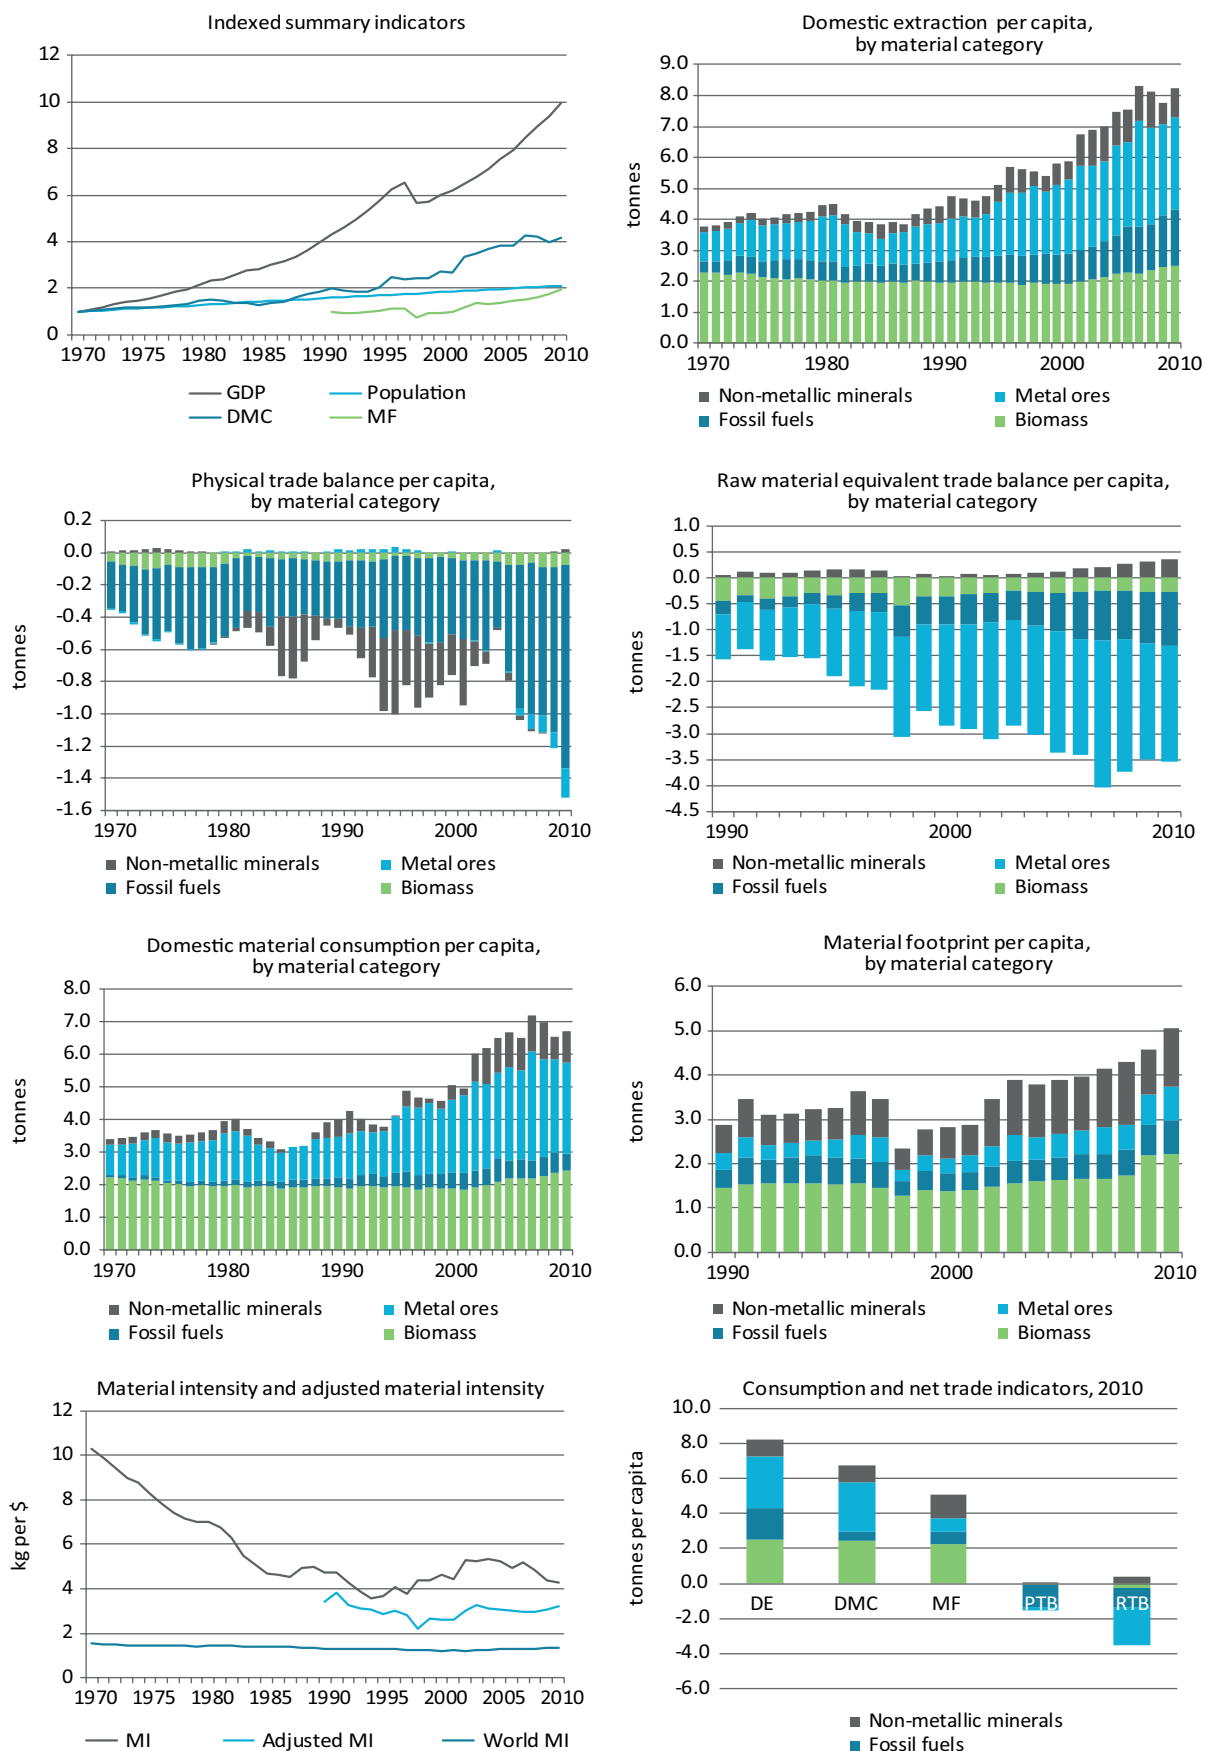 Indexed summary indicators
12
10
8
6
4
2
0
1970 1975 1980 1985 1990 1995 2000 2005 2010
GDP Population
DMC MF
Domestic extraction per capita,
by material category
tonnes
9.0
8.0
7.0
6.0
5.0
4.0
3.0
2.0
1.0
0.0
1970 1980 1990 2000 2010
Non-metallic minerals Metal ores
Fossil fuels Biomass
Physical trade balance per capita,
by material category
tonnes
0.2
0.0
-0.2
-0.4
-0.6
-0.8
-1.0
-1.2
-1.4
-1.6
1970 1980 1990 2000 2010
Non-metallic minerals Metal ores
Fossil fuels Biomass
Raw material equivalent trade balance per capita,
by material category
tonnes
1.0
0.5
0.0
-0.5
-1.0
-1.5
-2.0
-2.5
-3.0
-3.5
-4.0
-4.5
1990 2000 2010
Non-metallic minerals Metal ores
Fossil fuels Biomass
Domestic material consumption per capita,
by material category
tonnes
8.0
7.0
6.0
5.0
4.0
3.0
2.0
1.0
0.0
1970 1980 1990 2000 2010
Non-metallic minerals Metal ores
Fossil fuels Biomass
Material footprint per capita,
by material category
tonnes
6.0
5.0
4.0
3.0
2.0
1.0
0.0
1990 2000 2010
Non-metallic minerals Metal ores
Fossil fuels Biomass
Material intensity and adjusted material intensity
kg per $
12
10
8
6
4
2
0
1970 1975 1980 1985 1990 1995 2000 2005 2010
MI Adjusted MI World MI
Consumption and net trade indicators, 2010
tonnes per capita
10.0
8.0
6.0
4.0
2.0
0.0
-2.0
-4.0
-6.0
DE DMC MF PTB RTB
Non-metallic minerals
Fossil fuels